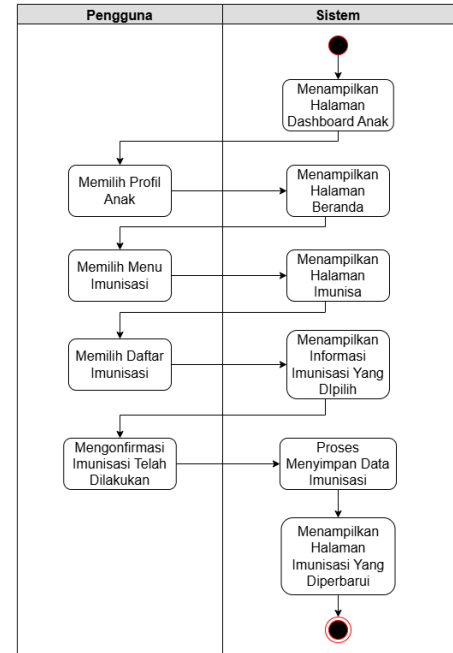 Pengguna
Sistem
Menampilkan
Halaman
Dashboard Anak
Memilih Profil
Anak
Menampilkan
Halaman
Beranda
Memilih Menu
Imunisasi
Menampilkan
Halaman
Imunisa
Memilih Daftar
Imunisasi
Menampilkan
Informasi
Imunisasi Yang
DIpilih
Mengonfirmasi
Imunisasi Telah
Dilakukan
Proses
Menyimpan Data
Imunisasi
Menampilkan
Halaman
Imunisasi Yang
Diperbarui